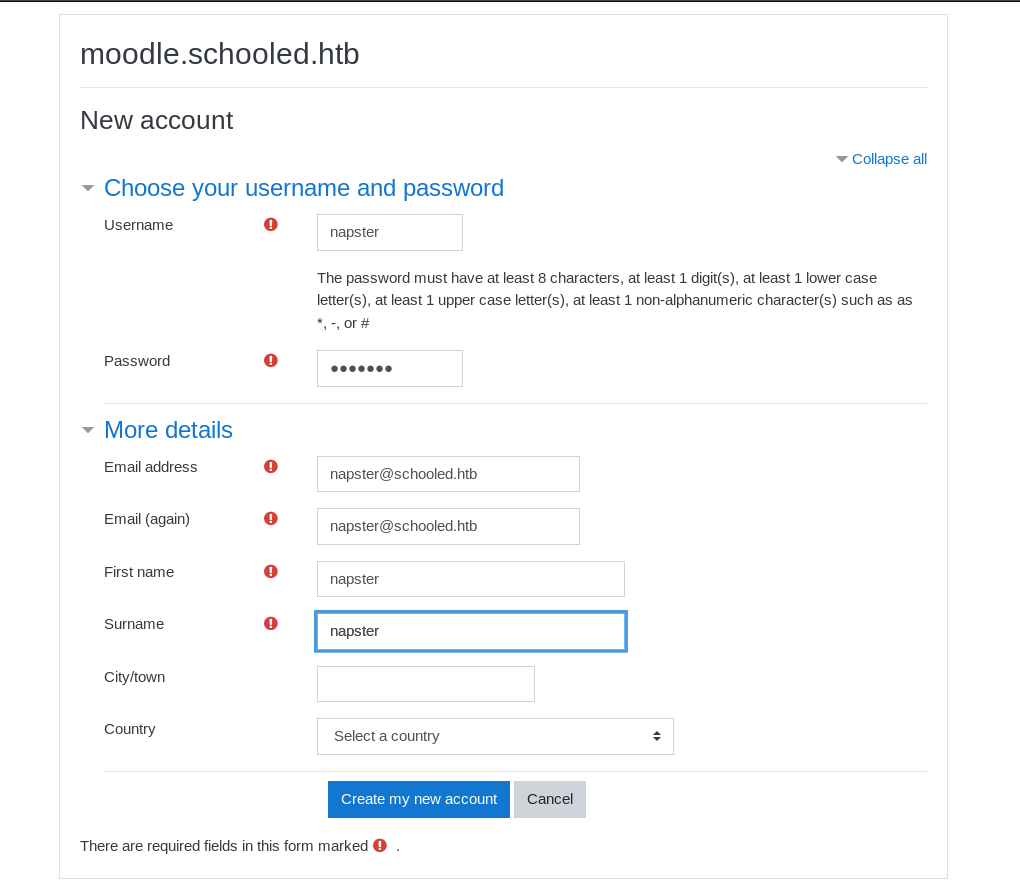 moodle.schooled.htb
New account
Collapse all
Choose your username and password
Username
napster
The password must have at least 8 characters, at least 1 digit(s), at least 1 lower case
letter(s), at least 1 upper case letter(s), at least 1 non-alphanumeric character(s) such as as
*, -, or #
Password
●●●●●●●
More details
Email address
napster@schooled.htb
Email (again)
napster@schooled.htb
First name
napster
Surname
napster
City/town
Country
Select a country
Create my new account
Cancel
There are required fields in this form marked .